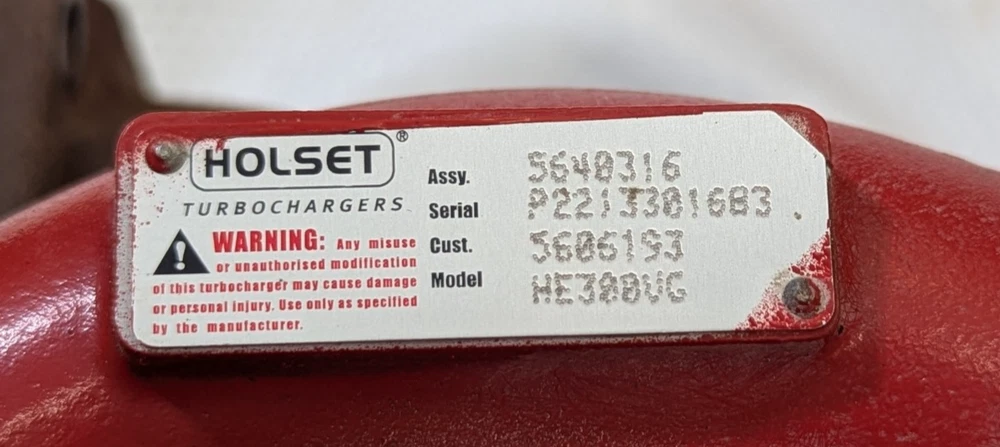 HOLSET®
TURBOCHARGERS
WARNING: Any misuse
or unauthorised modification
of this turbocharger may cause damage
or personal injury. Use only as specified
by the manufacturer.
Assy. 5640316
Serial
Cust. 5606193
Model HE300VG